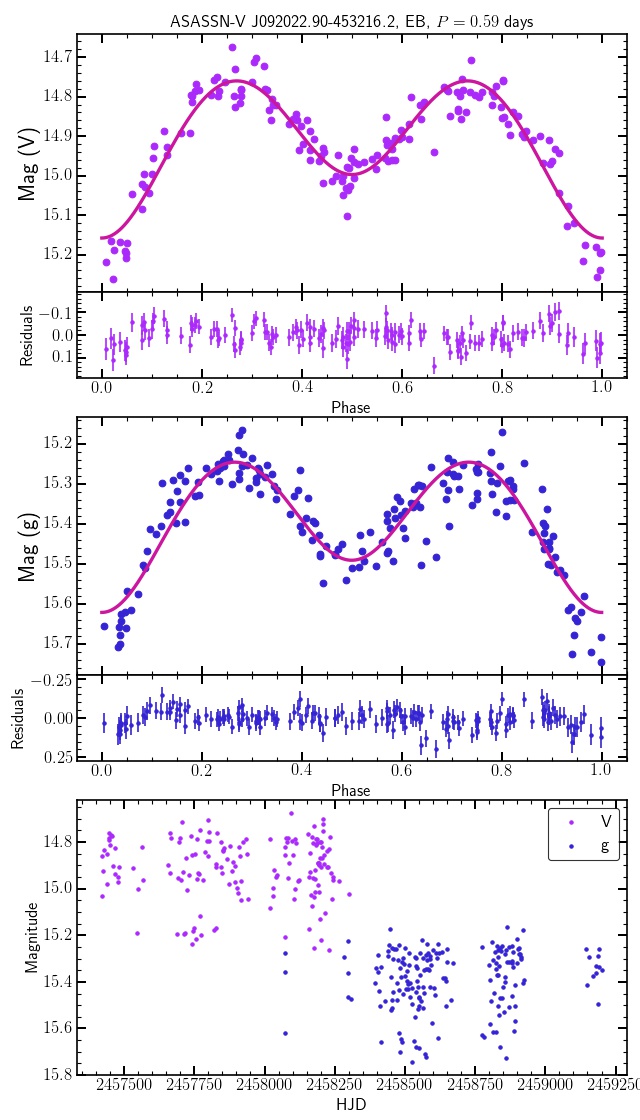 ASASSN-V J092022.90-453216.2, EB, P = 0.59 days
14.7
14.8
14.9
15.0
15.1
15.2
Mag (V)
−0.1
0.0
0.1
Residuals
0.0 0.2 0.4 0.6 0.8 1.0
Phase
15.2
15.3
15.4
15.5
15.6
15.7
Mag (g)
−0.25
0.00
0.25
Residuals
0.0 0.2 0.4 0.6 0.8 1.0
Phase
V
g
14.8
15.0
15.2
15.4
15.6
15.8
Magnitude
2457500 2457750 2458000 2458250 2458500 2458750 2459000 2459250
HJD